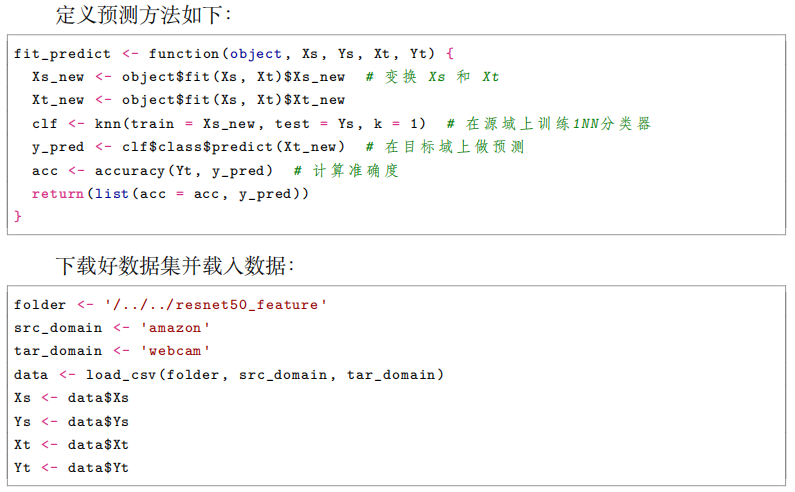 定义预测方法如下：
fit_predict <- function(object, Xs, Ys, Xt, Yt) {
  Xs_new <- object$fit(Xs, Xt)$Xs_new  # 变换 Xs 和 Xt
  Xt_new <- object$fit(Xs, Xt)$Xt_new
  clf <- knn(train = Xs_new, test = Ys, k = 1)  # 在源域上训练1NN分类器
  y_pred <- clf$class$predict(Xt_new)  # 在目标域上做预测
  acc <- accuracy(Yt, y_pred)  # 计算准确度
  return(list(acc = acc, y_pred))
}
下载好数据集并载入数据：
folder <- '/../../resnet50_feature'
src_domain <- 'amazon'
tar_domain <- 'webcam'
data <- load_csv(folder, src_domain, tar_domain)
Xs <- data$Xs
Ys <- data$Ys
Xt <- data$Xt
Yt <- data$Yt